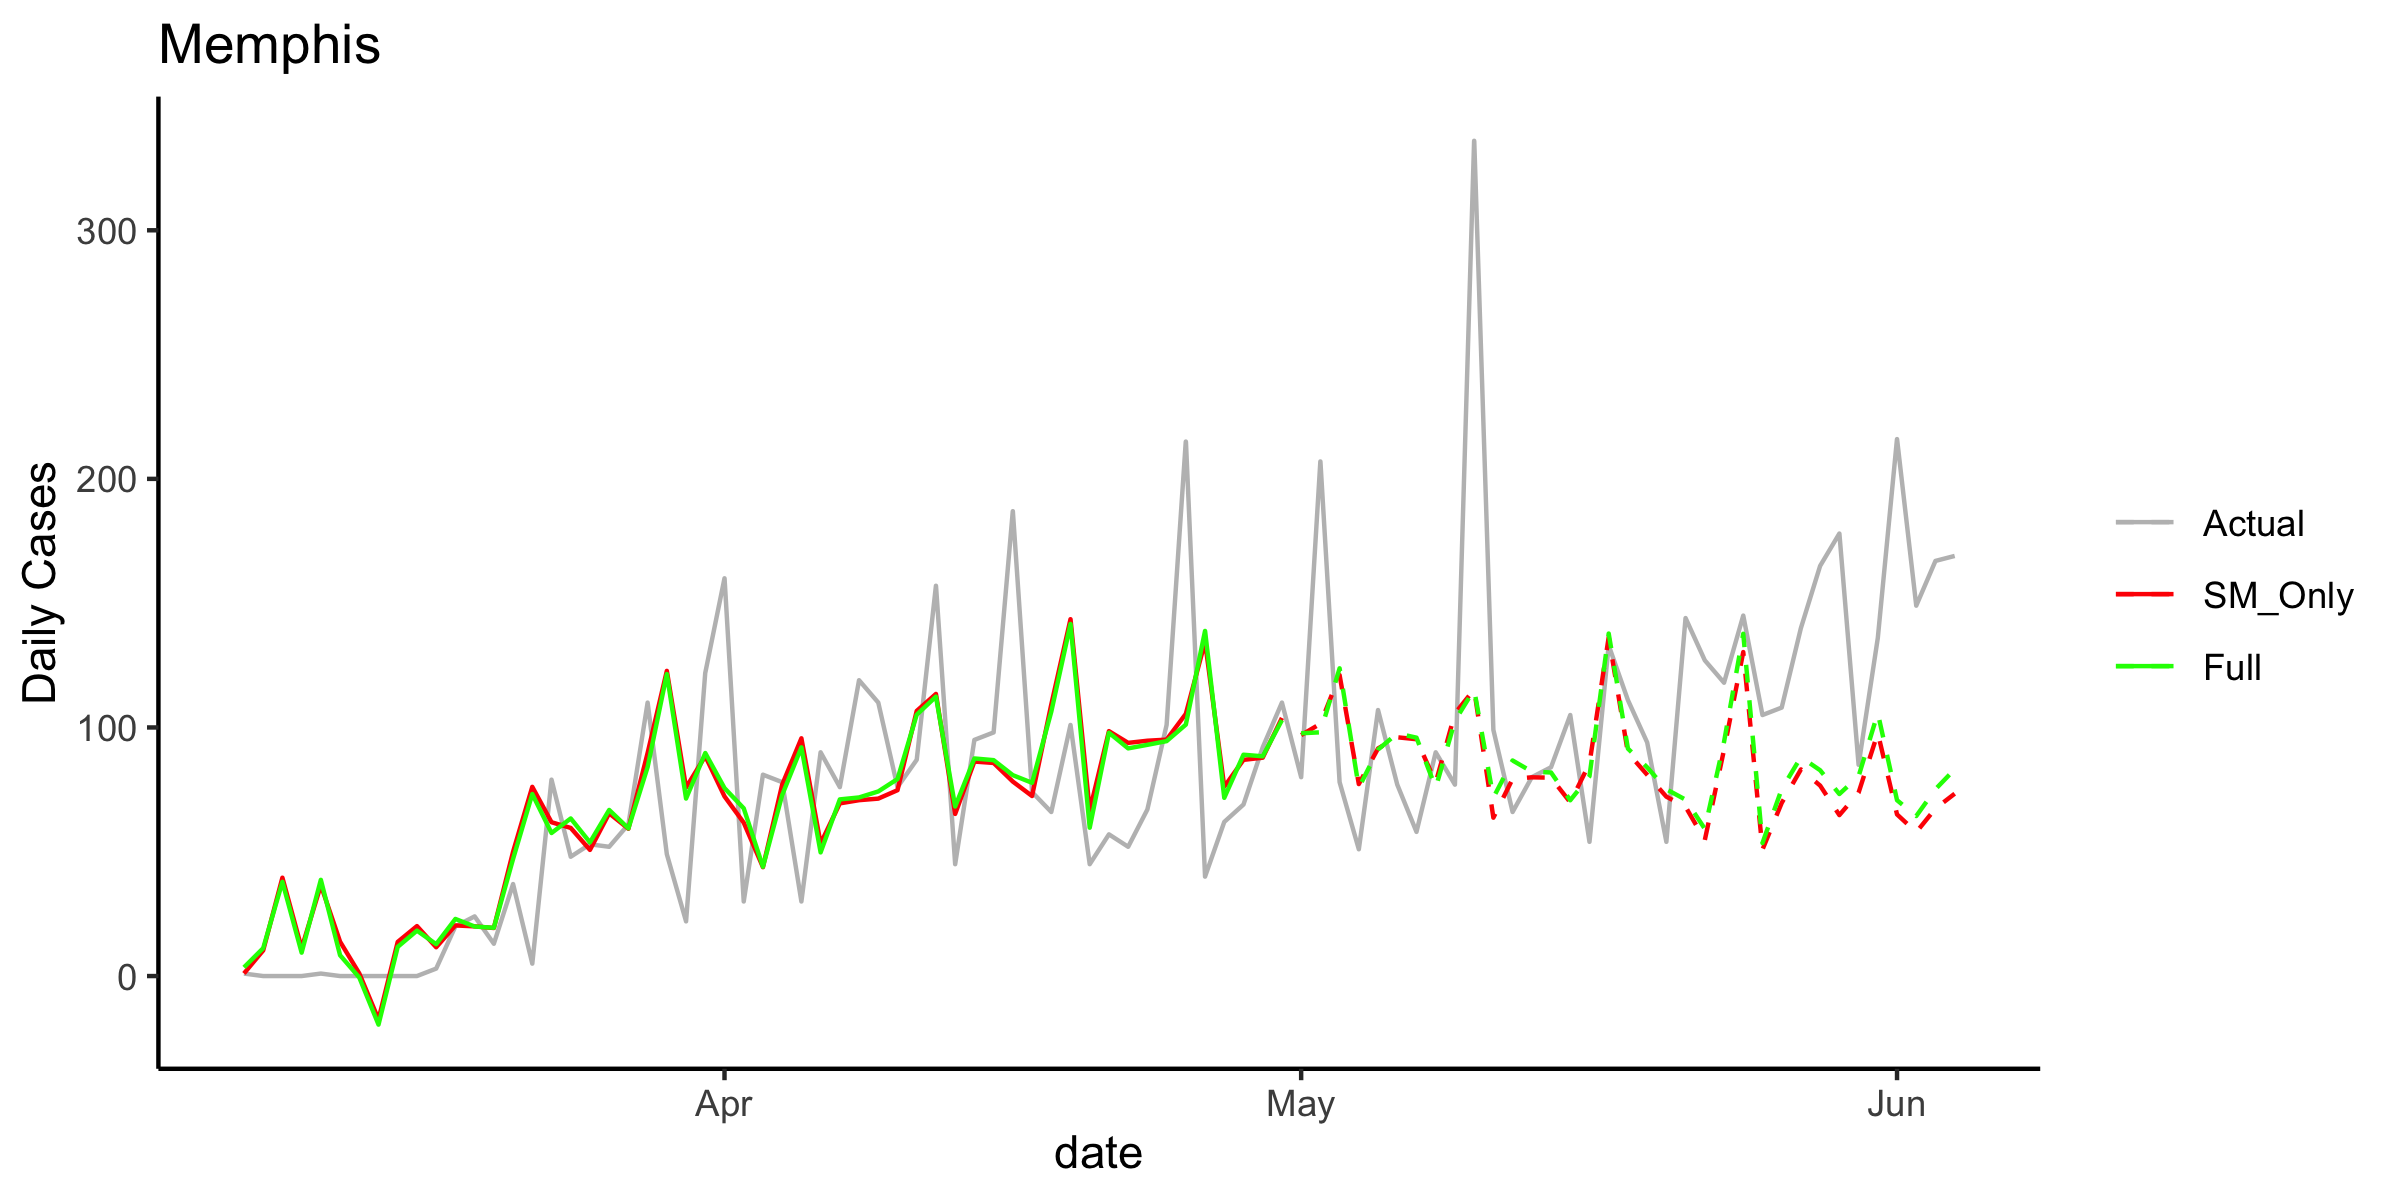 Memphis
Daily Cases
300
200
100
0
Apr
May
Jun
date
Actual
SM_Only
Full